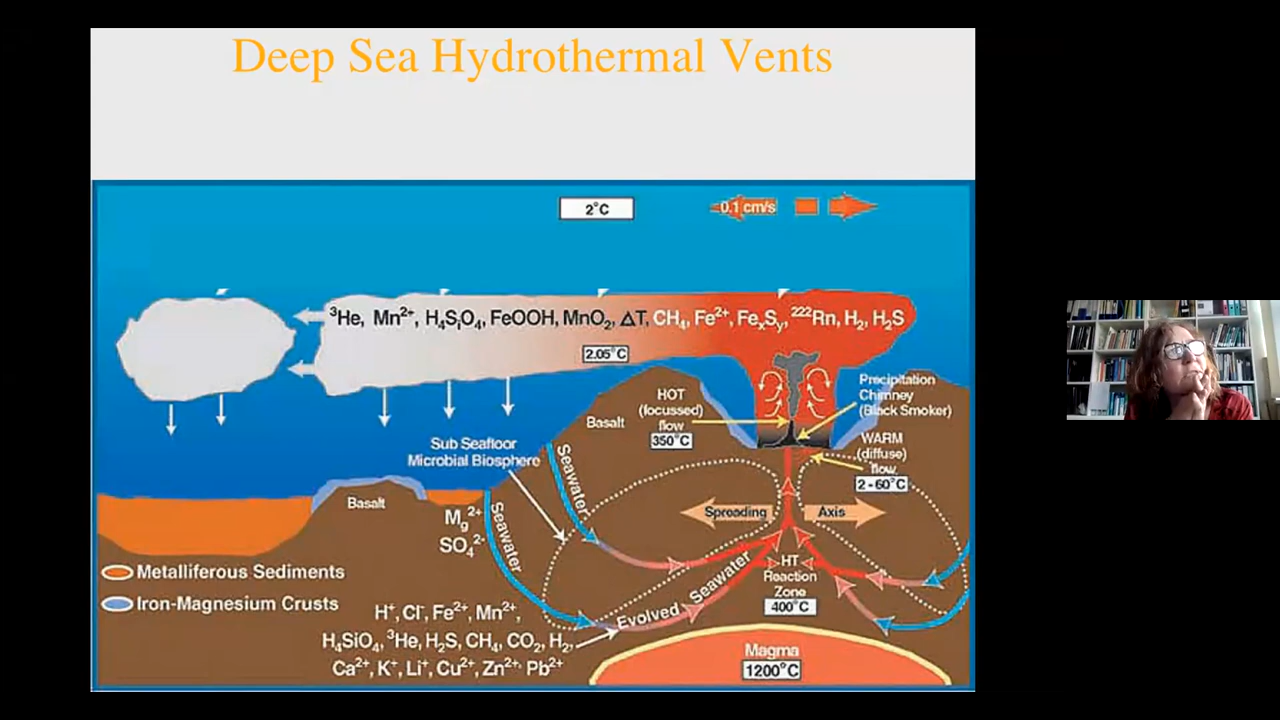 Deep Sea Hydrothermal Vents
2°C
0.1 cm/s
³He, Mn²⁺, H₄SᵢO₄, FeOOH, MnO₂, ΔT, CH₄, Fe²⁺, FeₓSᵧ, ²²²Rn, H₂, H₂S
2.05°C
HOT
(focussed)
flow
350°C
Precipitation
Chimney
(Black Smoker)
Basalt
WARM
(diffuse)
flow
2 - 60°C
Sub Seafloor
Microbial Biosphere
Seawater
Basalt
Mg²⁺
SO₄²⁻
Seawater
Spreading
Axis
Metalliferous Sediments
Iron-Magnesium Crusts
HT
Reaction
Zone
400°C
Evolved Seawater
H⁺, Cl⁻, Fe²⁺, Mn²⁺,
H₄SiO₄, ³He, H₂S, CH₄, CO₂, H₂,
Ca²⁺, K⁺, Li⁺, Cu²⁺, Zn²⁺, Pb²⁺
Magma
1200°C